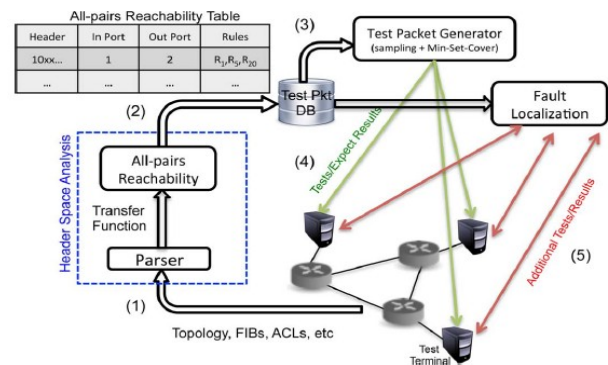 All-pairs Reachability Table
Header In Port Out Port Rules
10xx... 1 2 R1,R5,R20
... ... ... ...
(3)
Test Packet Generator
(sampling + Min-Set-Cover)
(2)
Test Pkt
DB
Fault
Localization
Header Space Analysis
All-pairs
Reachability
Transfer
Function
Parser
(4)
Tests/Expect Results
Additional Tests/Results
(5)
(1)
Topology, FIBs, ACLs, etc
Test
Terminal